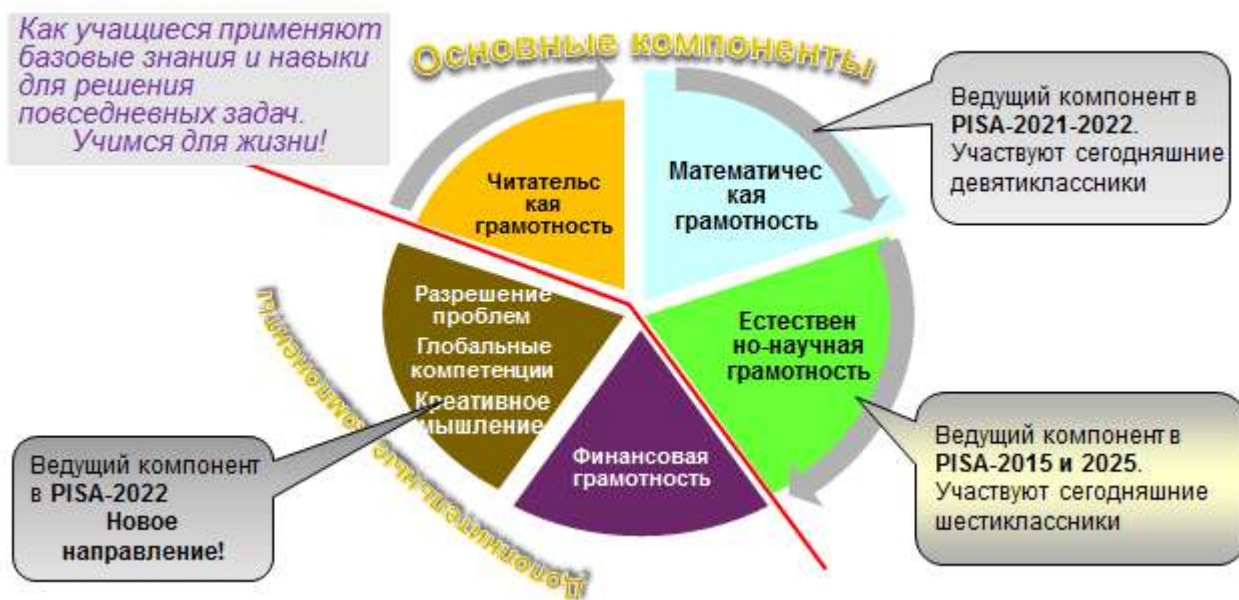 Как учащиеся применяют
базовые знания и навыки
для решения
повседневных задач.
Учимся для жизни!
Основные компоненты
Ведущий компонент в
PISA-2021-2022.
Участвуют сегодняшние
девятиклассники
Читательс
кая
грамотность
Математичес
кая
грамотность
Разрешение
проблем
Глобальные
компетенции
Креативное
мышление
Естествен
но-научная
грамотность
Финансовая
грамотность
Дополнительные компоненты
Ведущий компонент
в PISA-2022
Новое
направление!
Ведущий компонент в
PISA-2015 и 2025.
Участвуют сегодняшние
шестиклассники